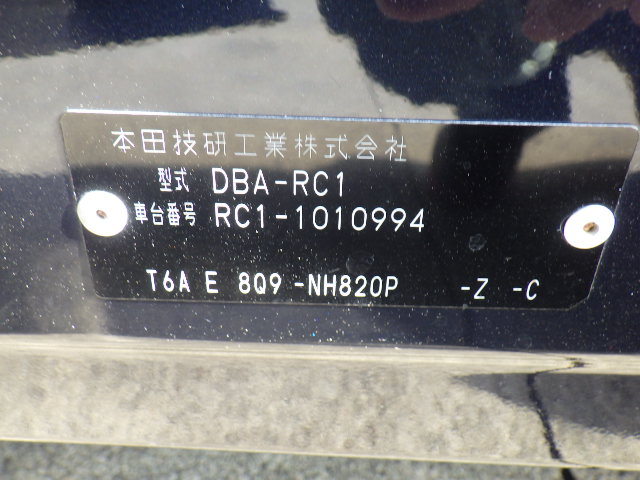 本田技研工業株式会社
型式 DBA-RC1
車台番号 RC1-1010994
T6A E 8Q9 -NH820P -Z -C